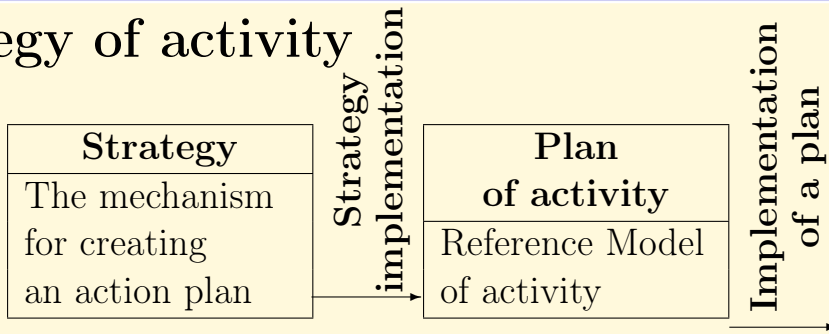 egy of activity
Strategy
The mechanism
for creating
an action plan
Strategy
implementation
Plan
of activity
Reference Model
of activity
Implementation
of a plan